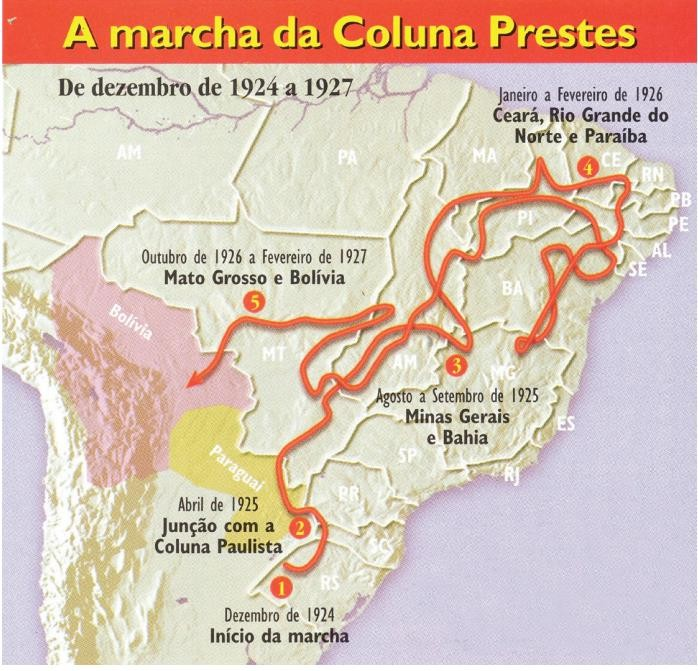 A marcha da Coluna Prestes
De dezembro de 1924 a 1927
Janeiro a Fevereiro de 1926
Ceará, Rio Grande do
Norte e Paraíba
4
AM
PA
MA
CE
RN
PB
PE
AL
SE
PI
BA
Outubro de 1926 a Fevereiro de 1927
Mato Grosso e Bolívia
5
Bolívia
MT
AM
3
MG
Agosto a Setembro de 1925
Minas Gerais
e Bahia
ES
SP
RJ
Paraguai
PR
Abril de 1925
Junção com a
Coluna Paulista
2
SC
1
RS
Dezembro de 1924
Início da marcha